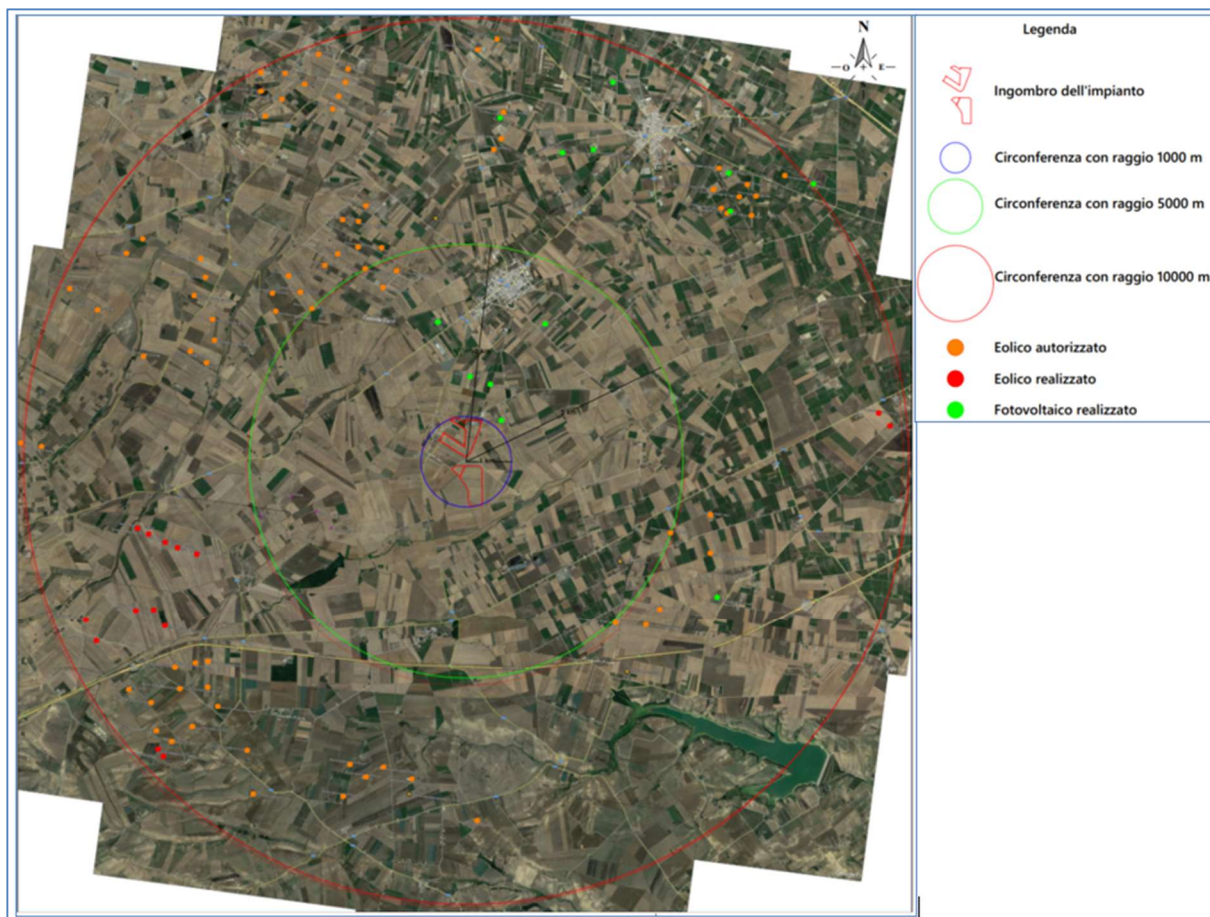 Legenda
N
O
E
Ingombro dell'impianto
Circonferenza con raggio 1000 m
Circonferenza con raggio 5000 m
Circonferenza con raggio 10000 m
Eolico autorizzato
Eolico realizzato
Fotovoltaico realizzato